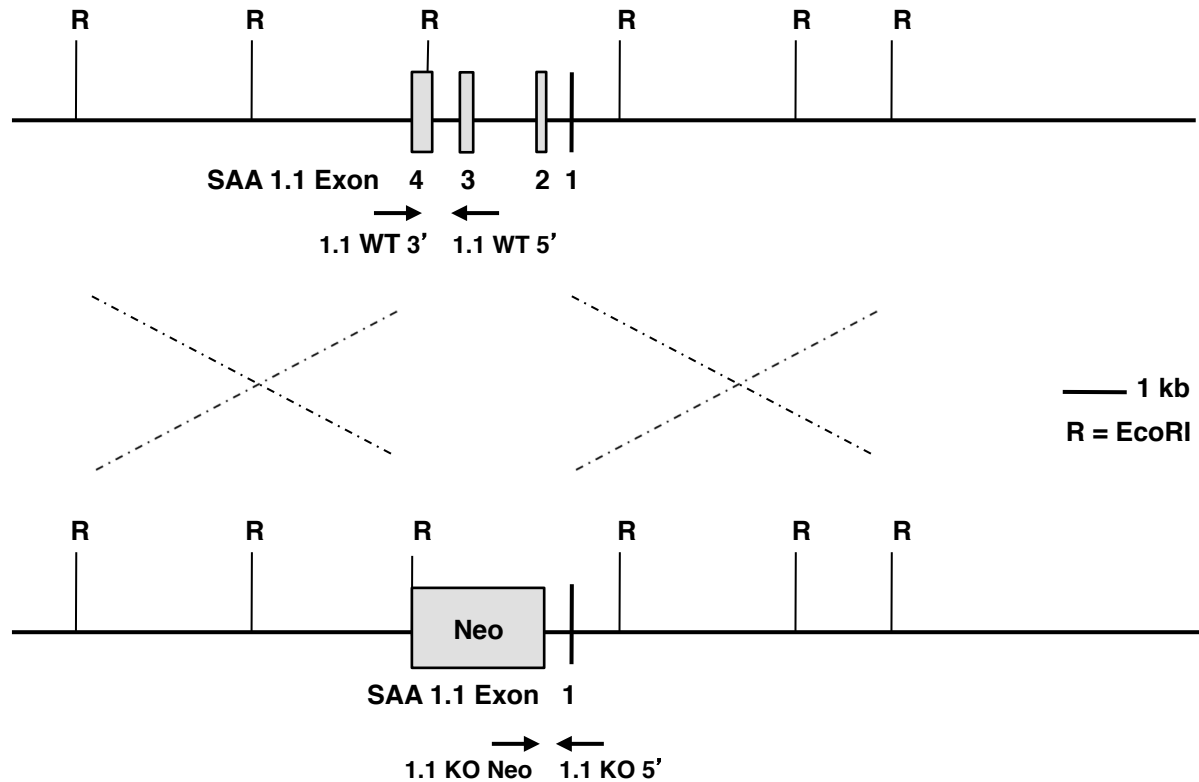 R R R R R R
SAA 1.1 Exon 4 3 2 1
1.1 WT 3’ 1.1 WT 5’
1 kb
R = EcoRI
R R R R R R
Neo
SAA 1.1 Exon 1
1.1 KO Neo 1.1 KO 5’